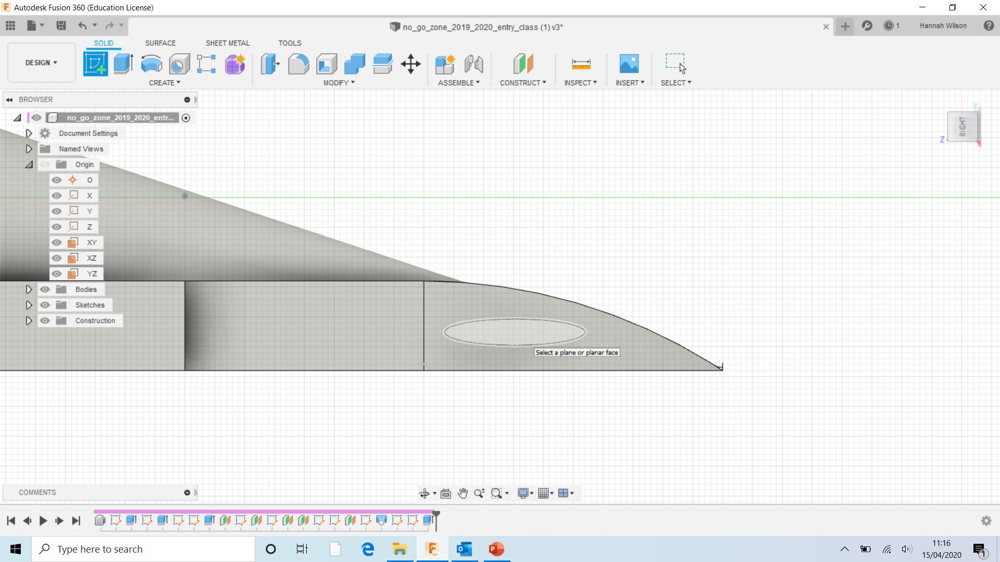 Autodesk Fusion 360 (Education License)
no_go_zone_2019_2020_entry_class (1) v3*
1
Hannah Wilson
DESIGN
SOLID
SURFACE
SHEET METAL
TOOLS
CREATE
MODIFY
ASSEMBLE
CONSTRUCT
INSPECT
INSERT
SELECT
BROWSER
no_go_zone_2019_2020_entr...
Document Settings
Named Views
Origin
O
X
Y
Z
XY
XZ
YZ
Bodies
Sketches
Construction
Y
RIGHT
Z
X
Select a plane or planar face
COMMENTS
Type here to search
11:16
15/04/2020
1